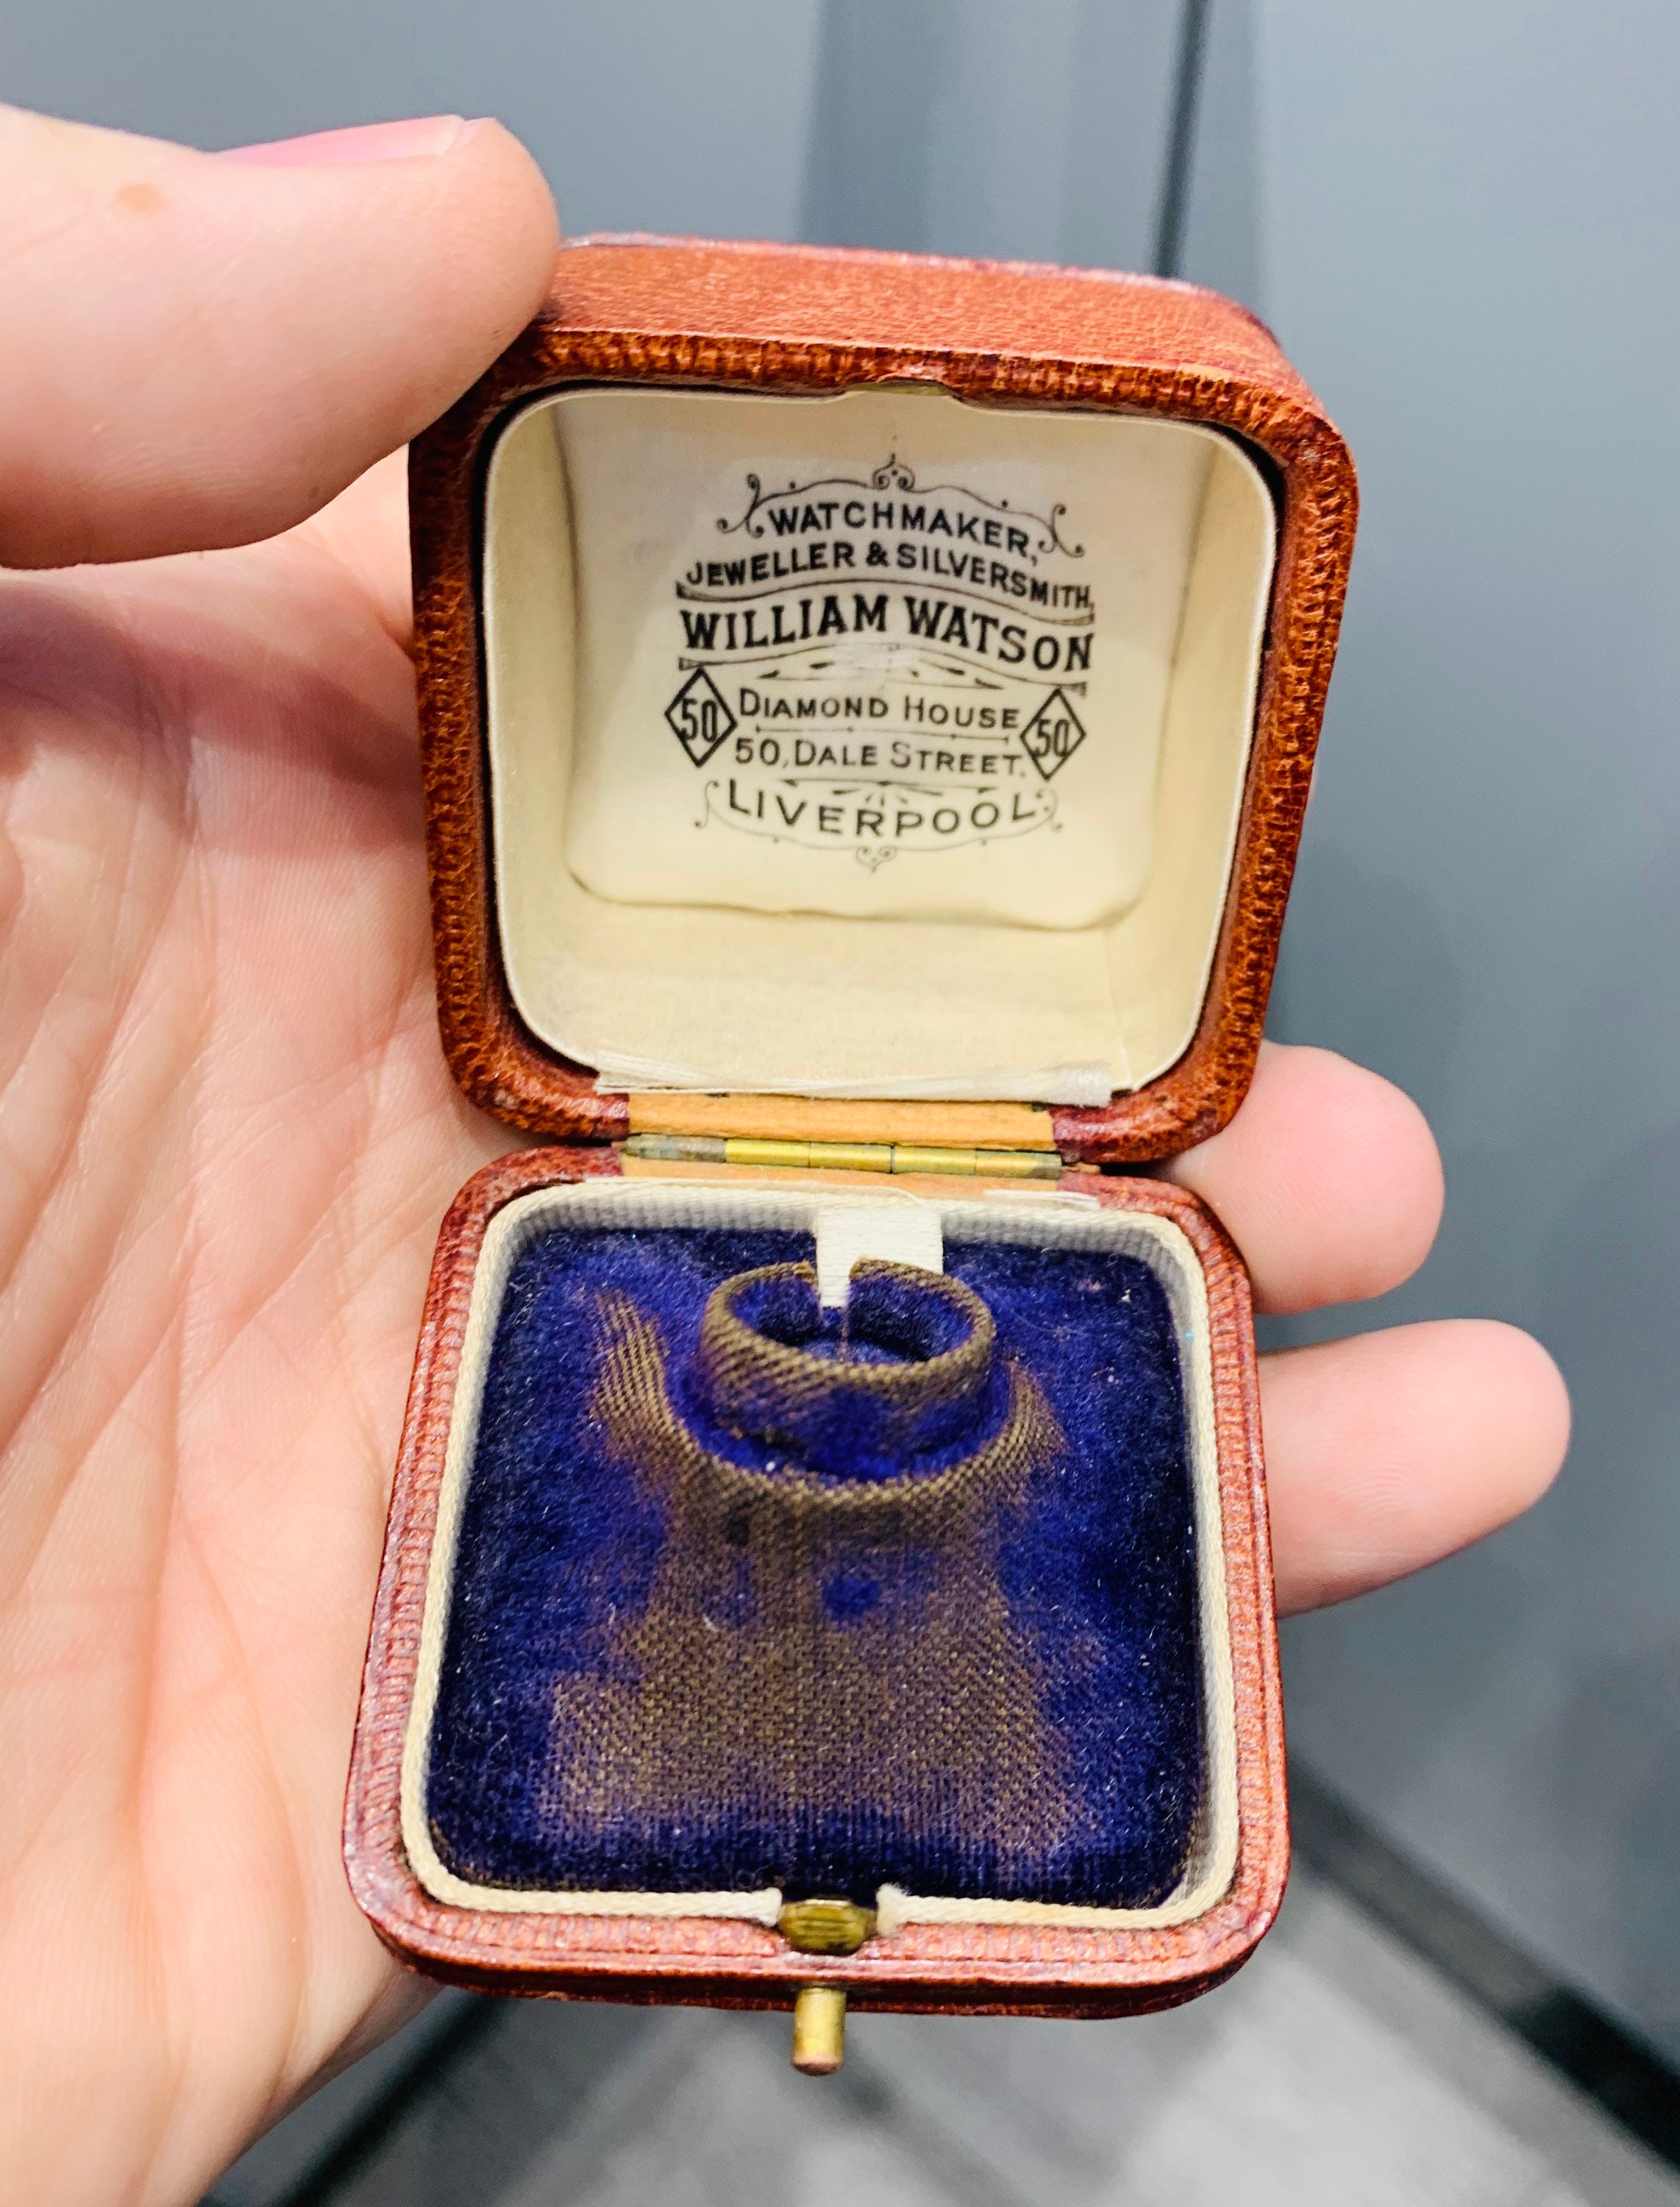 WATCHMAKER,
JEWELLER & SILVERSMITH,
WILLIAM WATSON
50 DIAMOND HOUSE 50
50, DALE STREET.
LIVERPOOL.